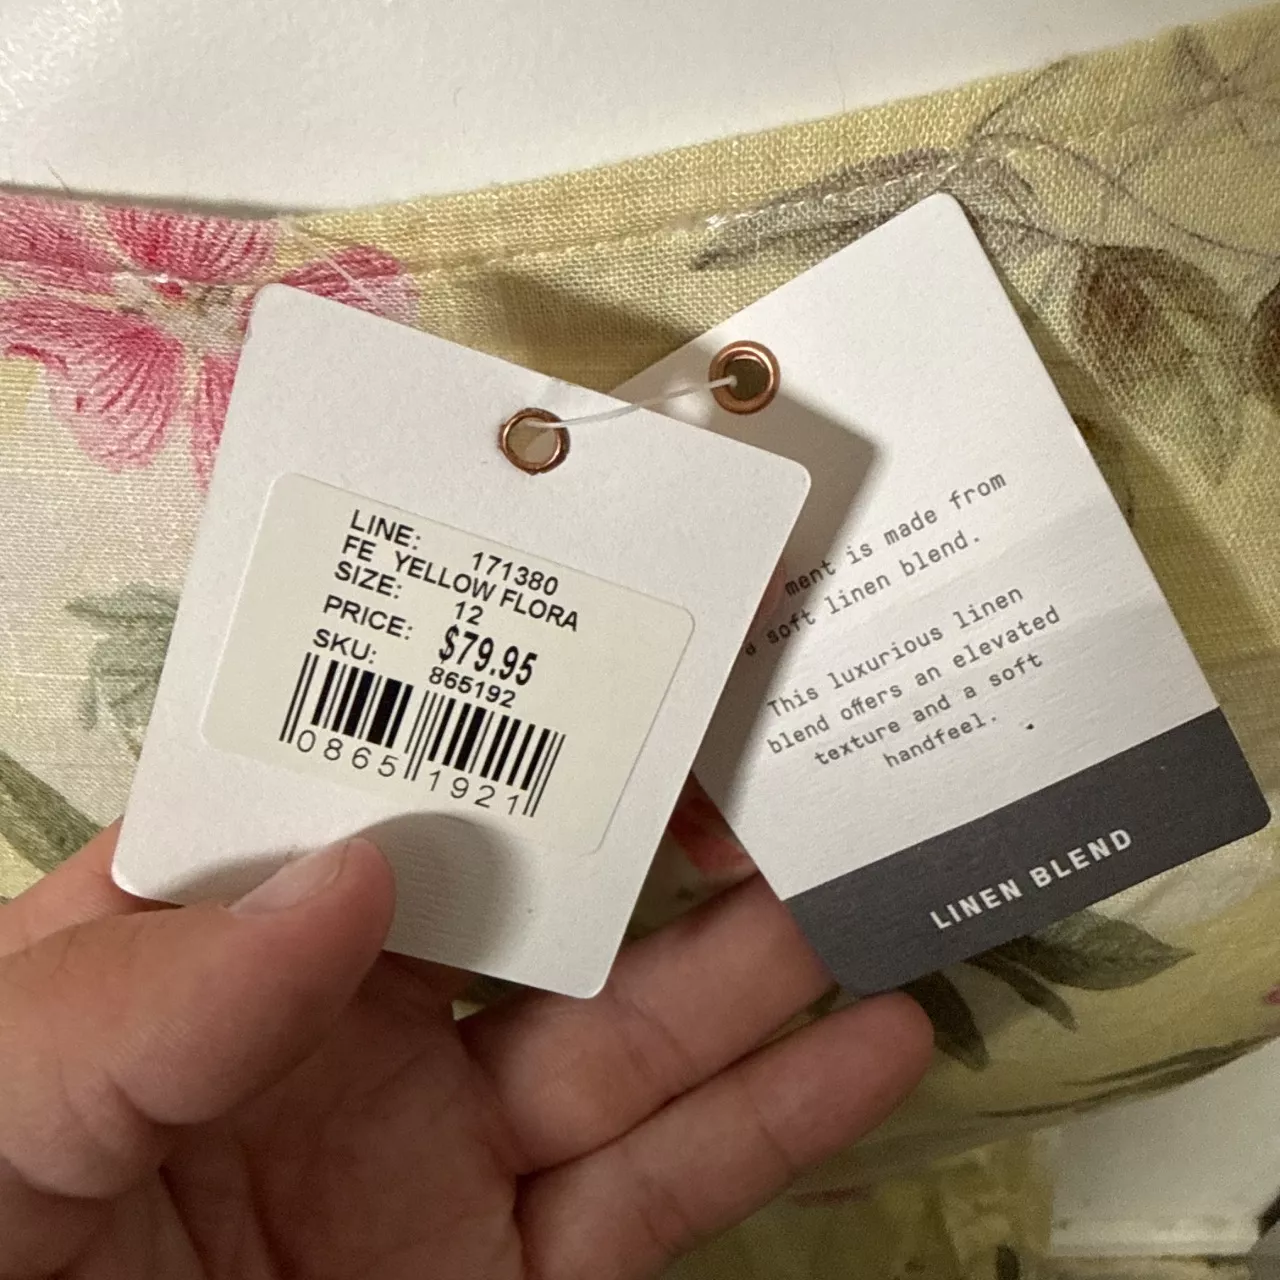 LINE: 171380
FE YELLOW FLORA
SIZE: 12
PRICE: $79.95
SKU: 865192
0865 1921
ment is made from
a soft linen blend.
This luxurious linen
blend offers an elevated
texture and a soft
handfeel.
LINEN BLEND